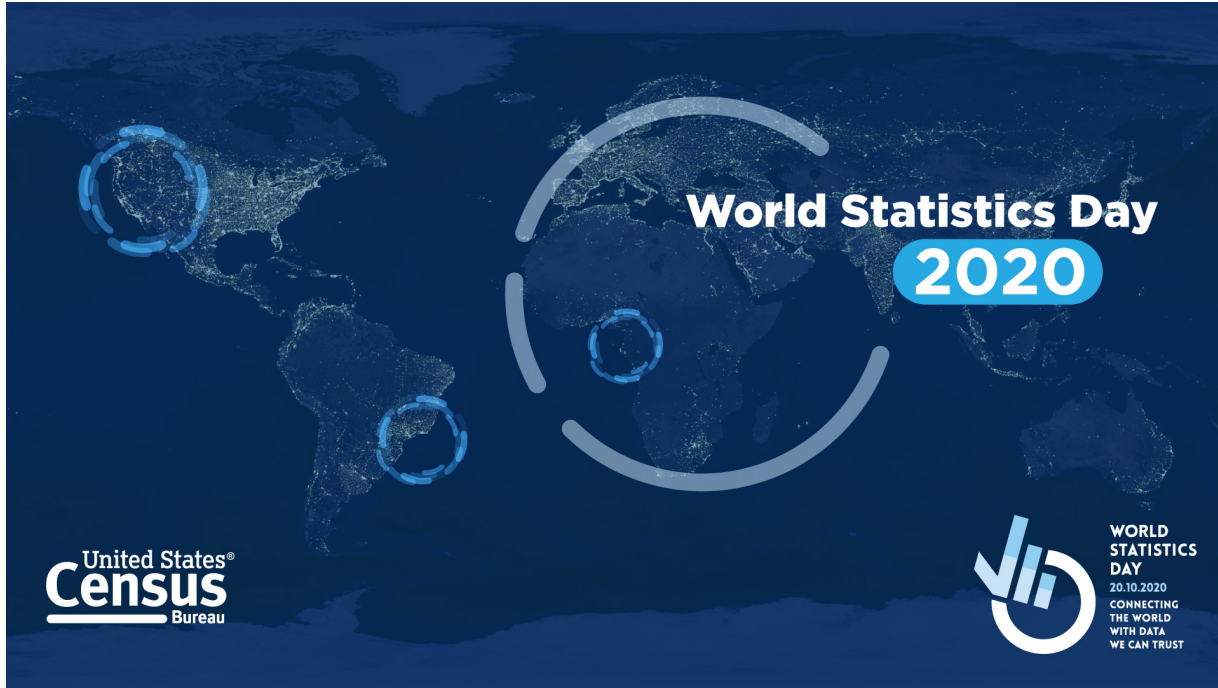 World Statistics Day
2020
United States®
Census
Bureau
WORLD
STATISTICS
DAY
20.10.2020
CONNECTING
THE WORLD
WITH DATA
WE CAN TRUST